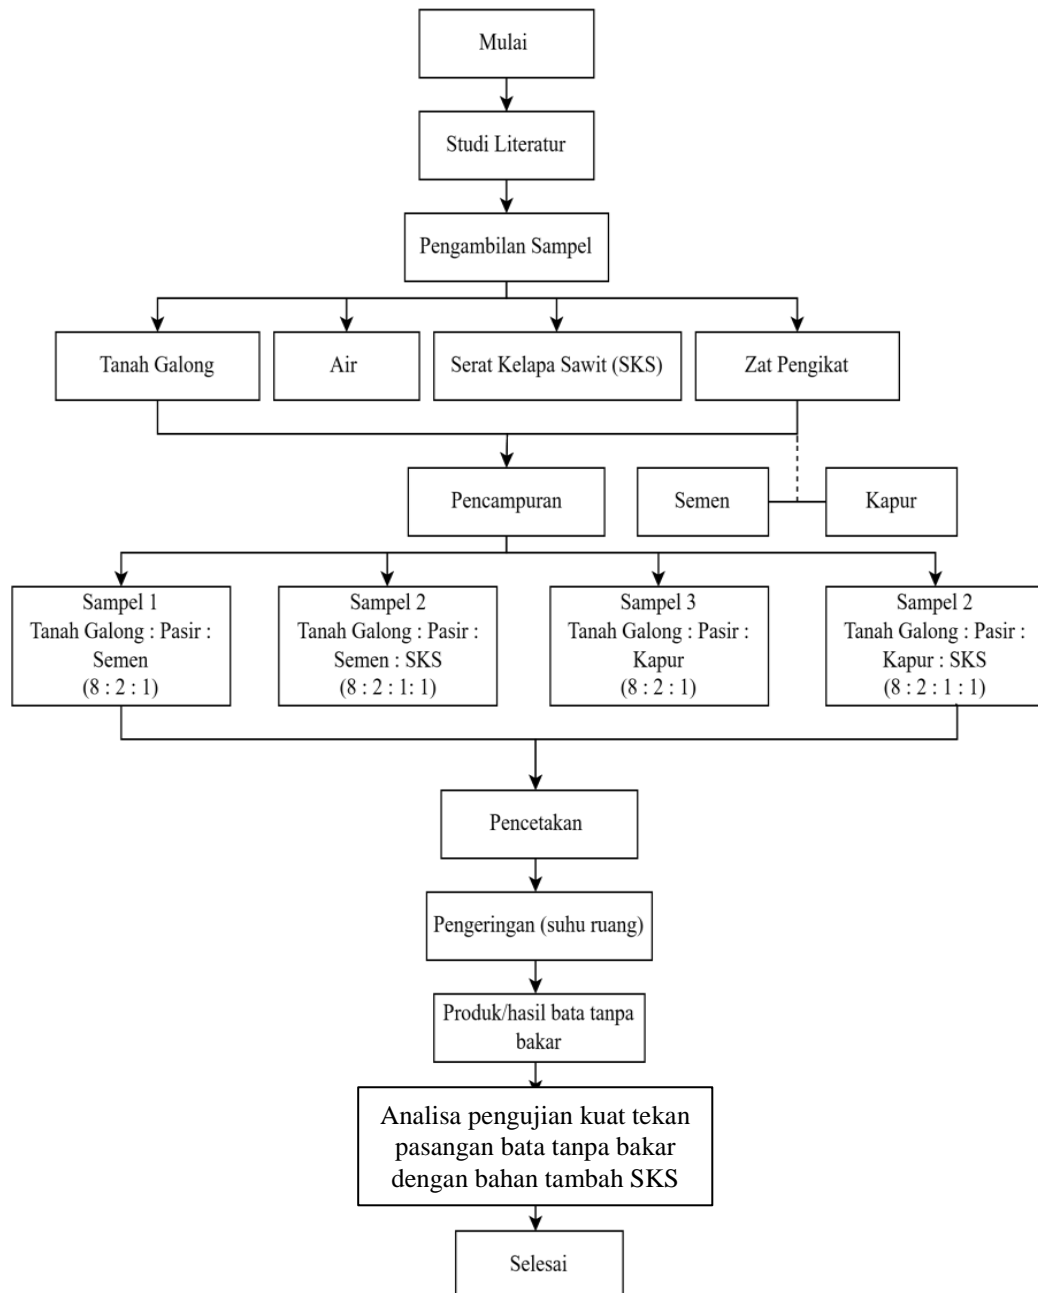 Mulai
Studi Literatur
Pengambilan Sampel
Tanah Galong
Air
Serat Kelapa Sawit (SKS)
Zat Pengikat
Pencampuran
Semen
Kapur
Sampel 1
Tanah Galong : Pasir :
Semen
(8 : 2 : 1)
Sampel 2
Tanah Galong : Pasir :
Semen : SKS
(8 : 2 : 1: 1)
Sampel 3
Tanah Galong : Pasir :
Kapur
(8 : 2 : 1)
Sampel 2
Tanah Galong : Pasir :
Kapur : SKS
(8 : 2 : 1 : 1)
Pencetakan
Pengeringan (suhu ruang)
Produk/hasil bata tanpa
bakar
Analisa pengujian kuat tekan
pasangan bata tanpa bakar
dengan bahan tambah SKS
Selesai